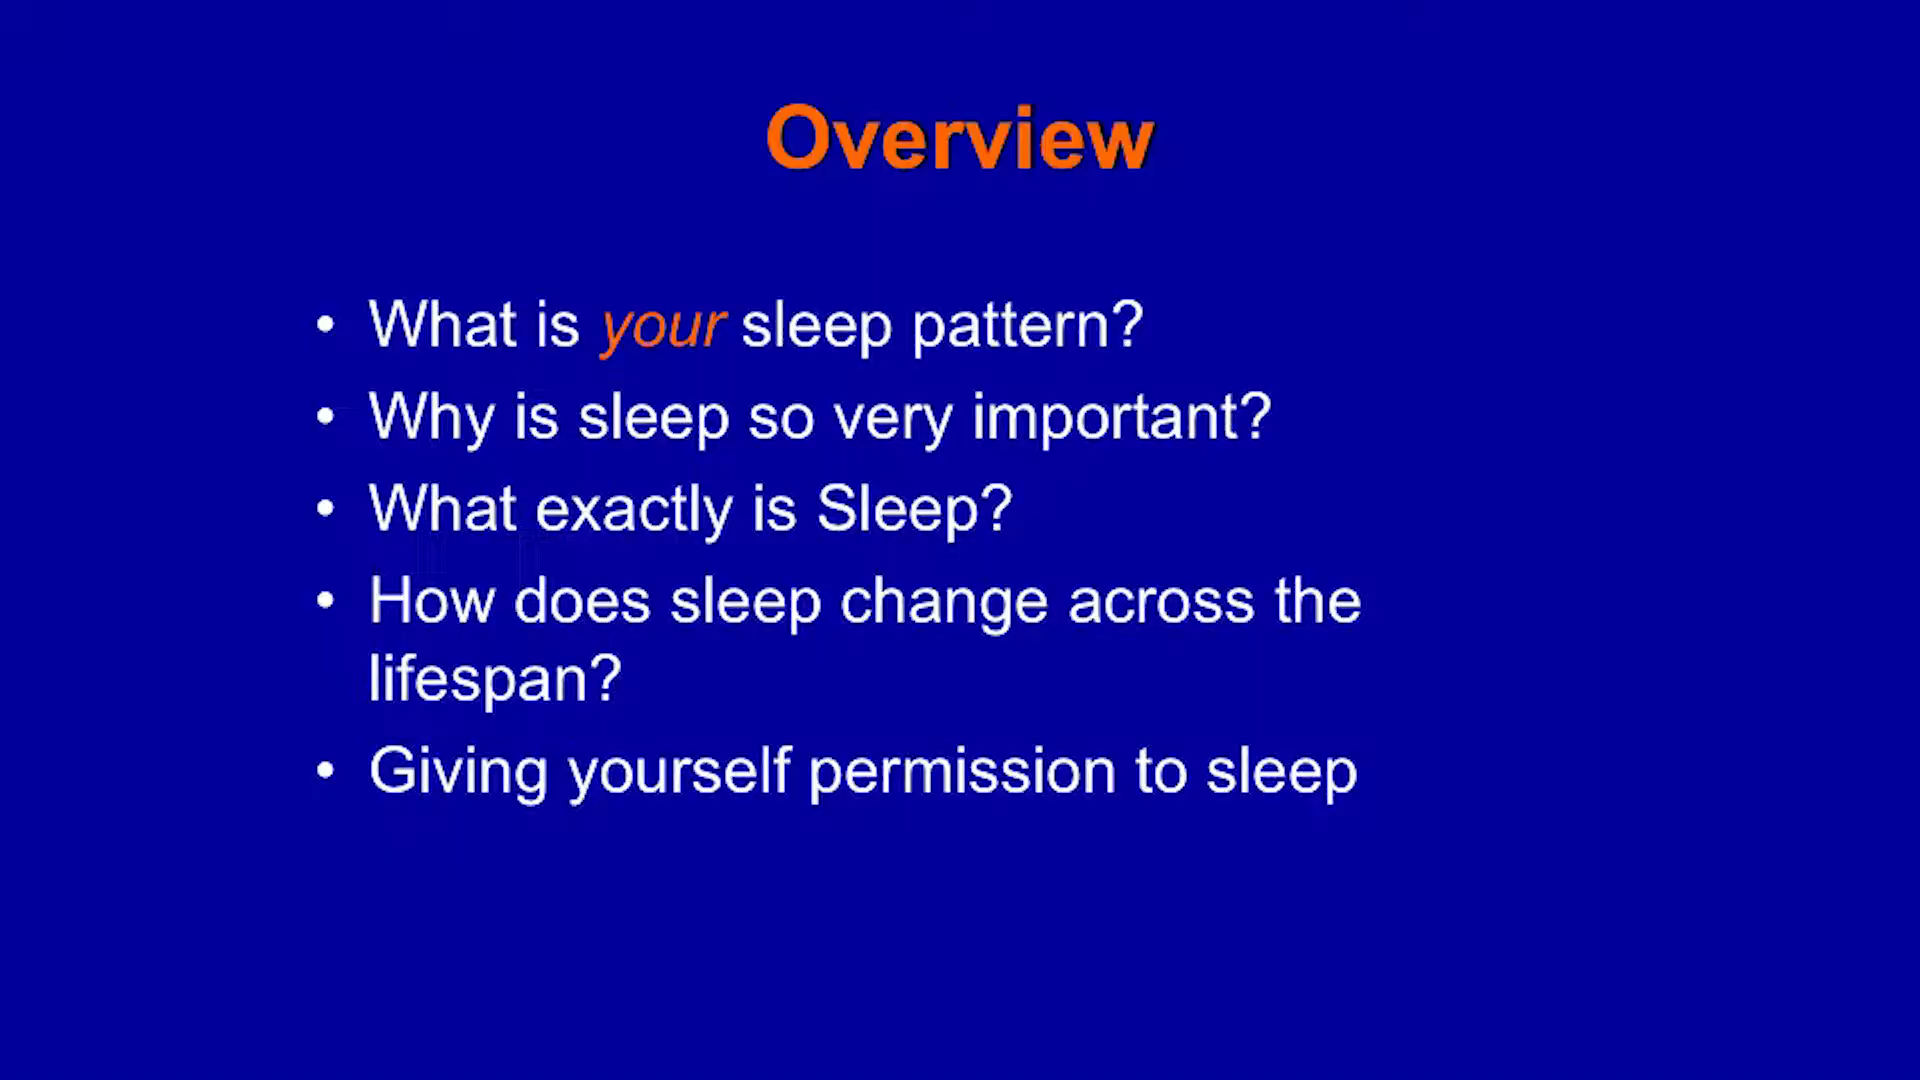 Overview
• What is your sleep pattern?
• Why is sleep so very important?
• What exactly is Sleep?
• How does sleep change across the
lifespan?
• Giving yourself permission to sleep